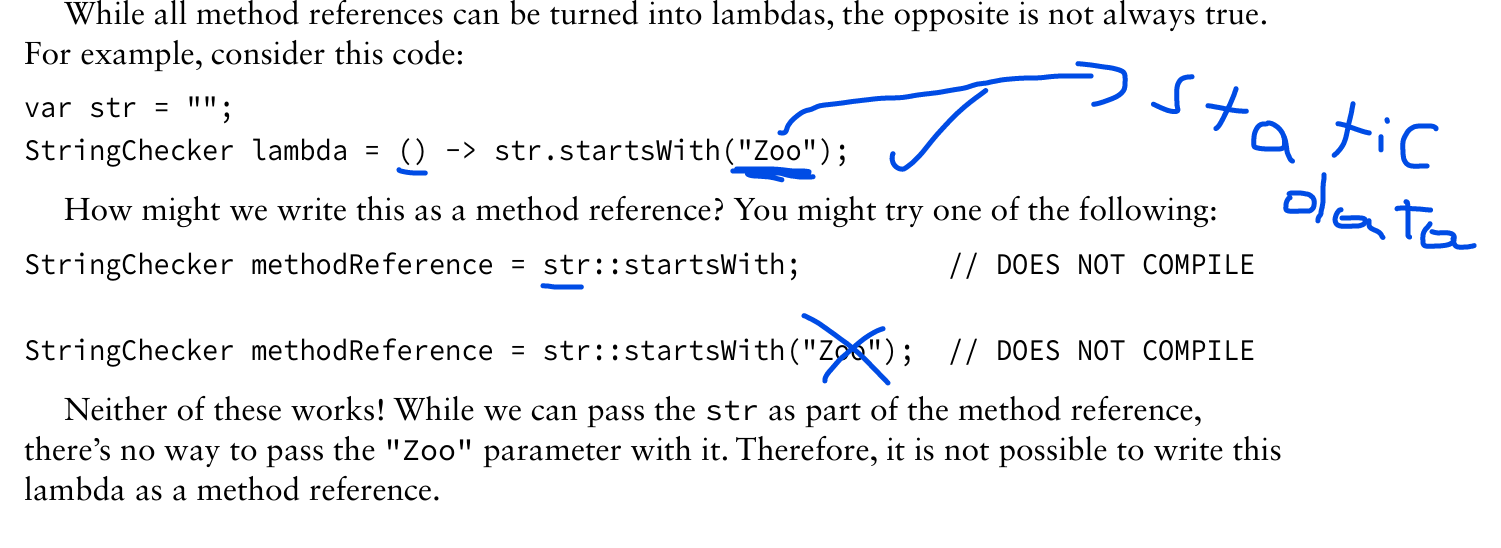 While all method references can be turned into lambdas, the opposite is not always true.
For example, consider this code:
var str = "";
StringChecker lambda = () -> str.startsWith("Zoo");
static
data
How might we write this as a method reference? You might try one of the following:
StringChecker methodReference = str::startsWith; // DOES NOT COMPILE
StringChecker methodReference = str::startsWith("Zoo"); // DOES NOT COMPILE
Neither of these works! While we can pass the str as part of the method reference,
there’s no way to pass the "Zoo" parameter with it. Therefore, it is not possible to write this
lambda as a method reference.